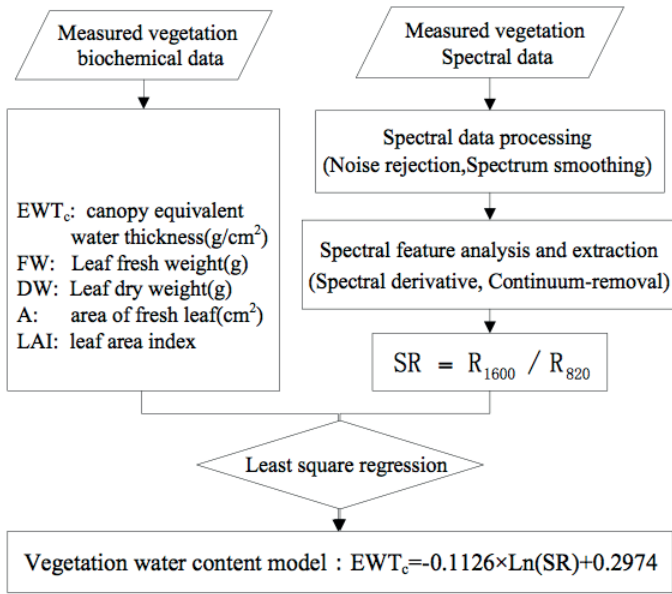 Measured vegetation
biochemical data
Measured vegetation
Spectral data
EWTc: canopy equivalent
water thickness(g/cm²)
FW: Leaf fresh weight(g)
DW: Leaf dry weight(g)
A: area of fresh leaf(cm²)
LAI: leaf area index
Spectral data processing
(Noise rejection,Spectrum smoothing)
Spectral feature analysis and extraction
(Spectral derivative, Continuum-removal)
SR = R1600 / R820
Least square regression
Vegetation water content model : EWTc=-0.1126×Ln(SR)+0.2974